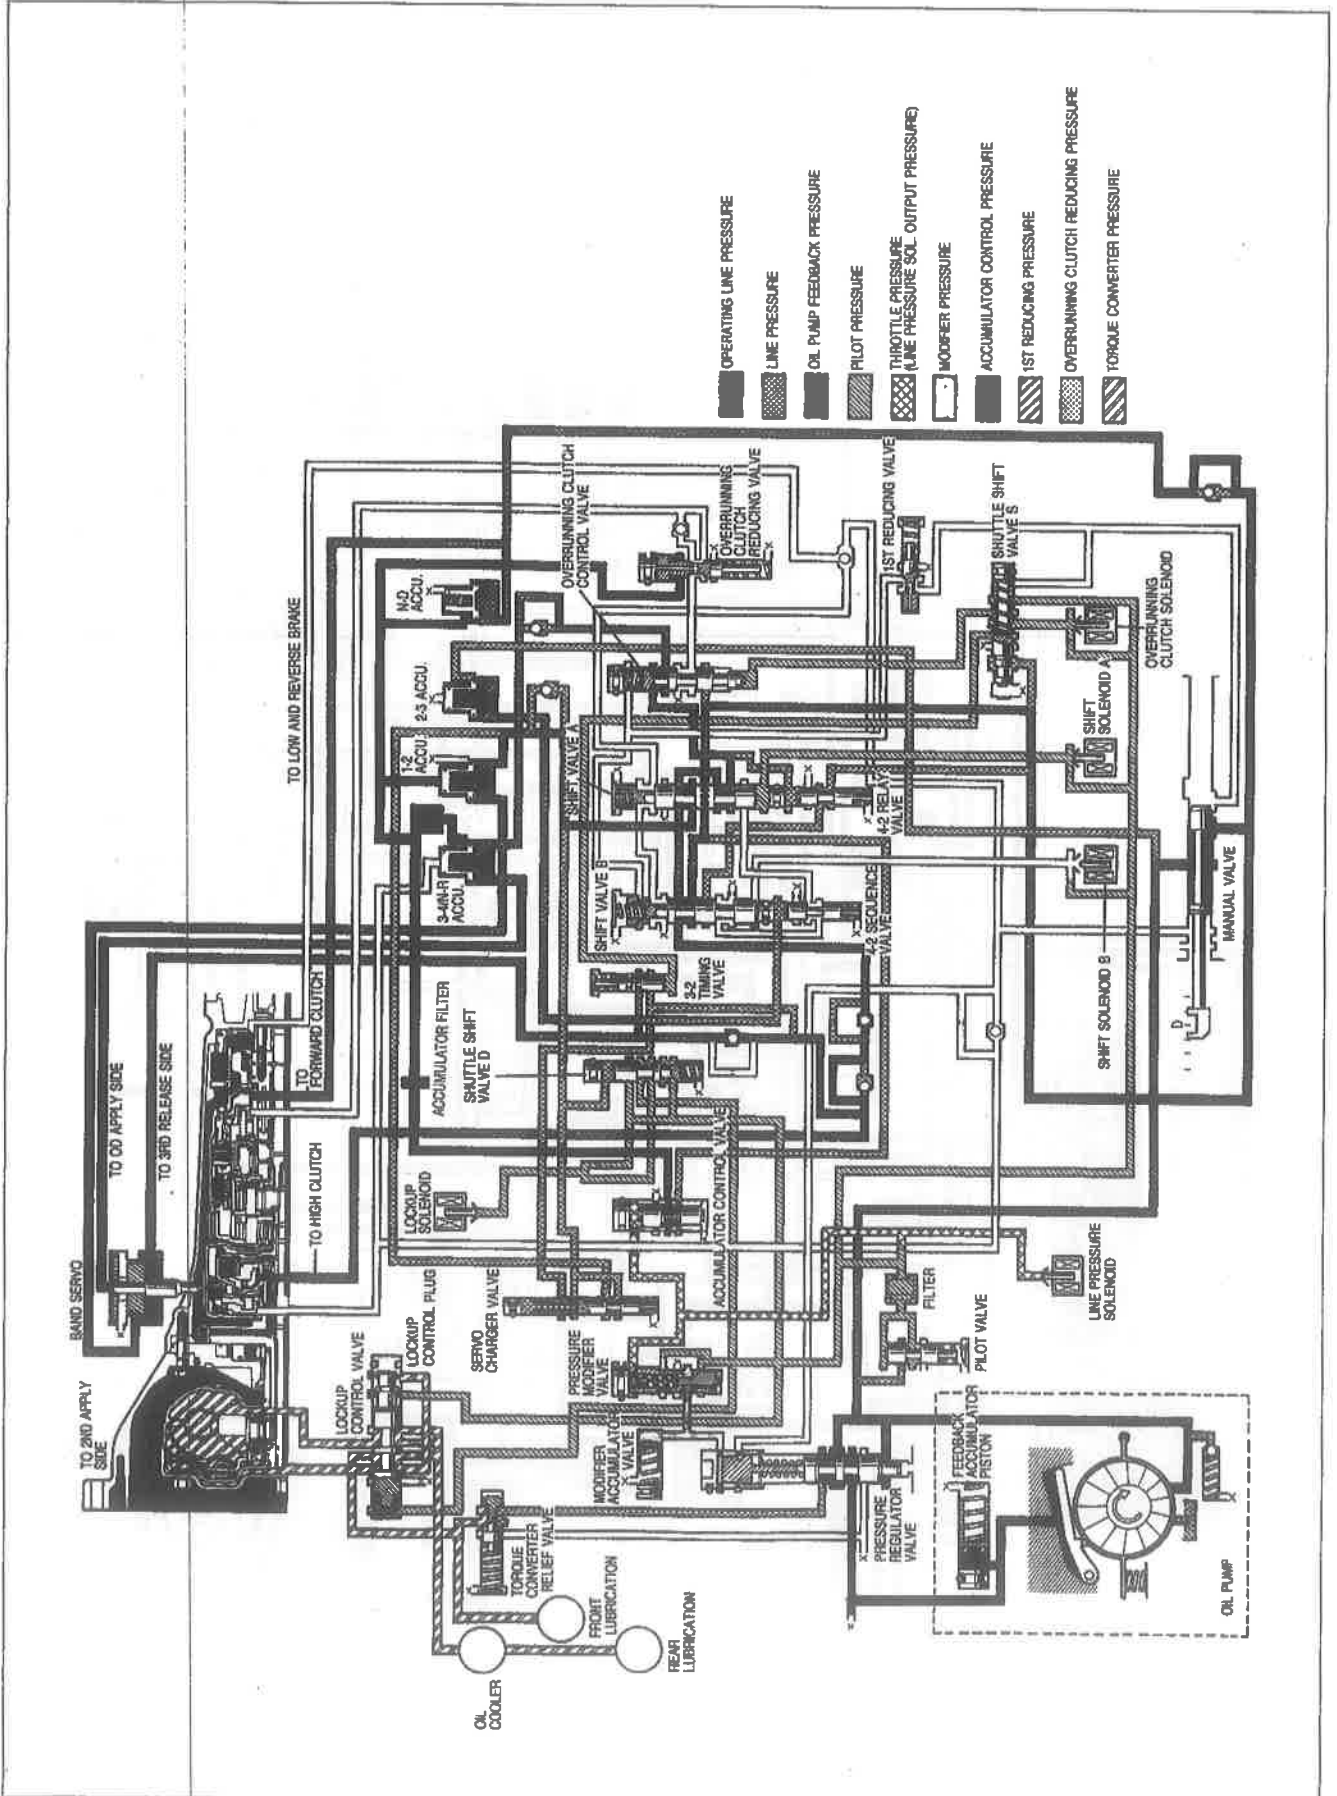 TO 2ND APPLY
SIDE
BAND SERVO
TO OD APPLY SIDE
TO 3RD RELEASE SIDE
TO HIGH CLUTCH
TO
FORWARD CLUTCH
TO LOW AND REVERSE BRAKE
LOCKUP
CONTROL VALVE
LOCKUP
CONTROL PLUG
LOCKUP
SOLENOID
ACCUMULATOR FILTER
SHUTTLE SHIFT
VALVE D
3-4/N-R
ACCU.
1-2
ACCU.
2-3 ACCU.
N-D
ACCU.
OIL
COOLER
FRONT
LUBRICATION
REAR
LUBRICATION
TORQUE
CONVERTER
RELIEF VALVE
SERVO
CHARGER VALVE
PRESSURE
MODIFIER
VALVE
MODIFIER
ACCUMULATOR
VALVE
ACCUMULATOR CONTROL VALVE
3-2
TIMING
VALVE
SHIFT VALVE B
SHIFT VALVE A
OVERRUNNING CLUTCH
CONTROL VALVE
OVERRUNNING
CLUTCH
REDUCING VALVE
4-2 SEQUENCE
VALVE
4-2 RELAY
VALVE
1ST REDUCING VALVE
SHUTTLE SHIFT
VALVE S
PRESSURE
REGULATOR
VALVE
FEEDBACK
ACCUMULATOR
PISTON
OIL PUMP
PILOT VALVE
FILTER
LINE PRESSURE
SOLENOID
SHIFT SOLENOID B
SHIFT
SOLENOID A
OVERRUNNING
CLUTCH SOLENOID
D
MANUAL VALVE
OPERATING LINE PRESSURE
LINE PRESSURE
OIL PUMP FEEDBACK PRESSURE
PILOT PRESSURE
THROTTLE PRESSURE
(LINE PRESSURE SOL. OUTPUT PRESSURE)
MODIFIER PRESSURE
ACCUMULATOR CONTROL PRESSURE
1ST REDUCING PRESSURE
OVERRUNNING CLUTCH REDUCING PRESSURE
TORQUE CONVERTER PRESSURE